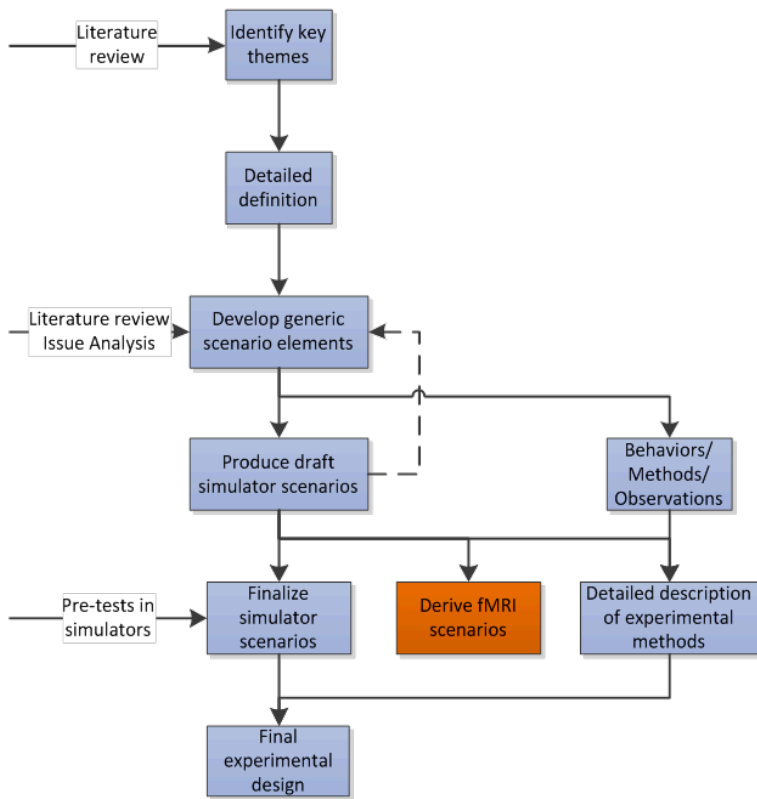 Literature
review
Identify key
themes
Detailed
definition
Literature review
Issue Analysis
Develop generic
scenario elements
Produce draft
simulator scenarios
Behaviors/
Methods/
Observations
Pre-tests in
simulators
Finalize
simulator
scenarios
Derive fMRI
scenarios
Detailed description
of experimental
methods
Final
experimental
design